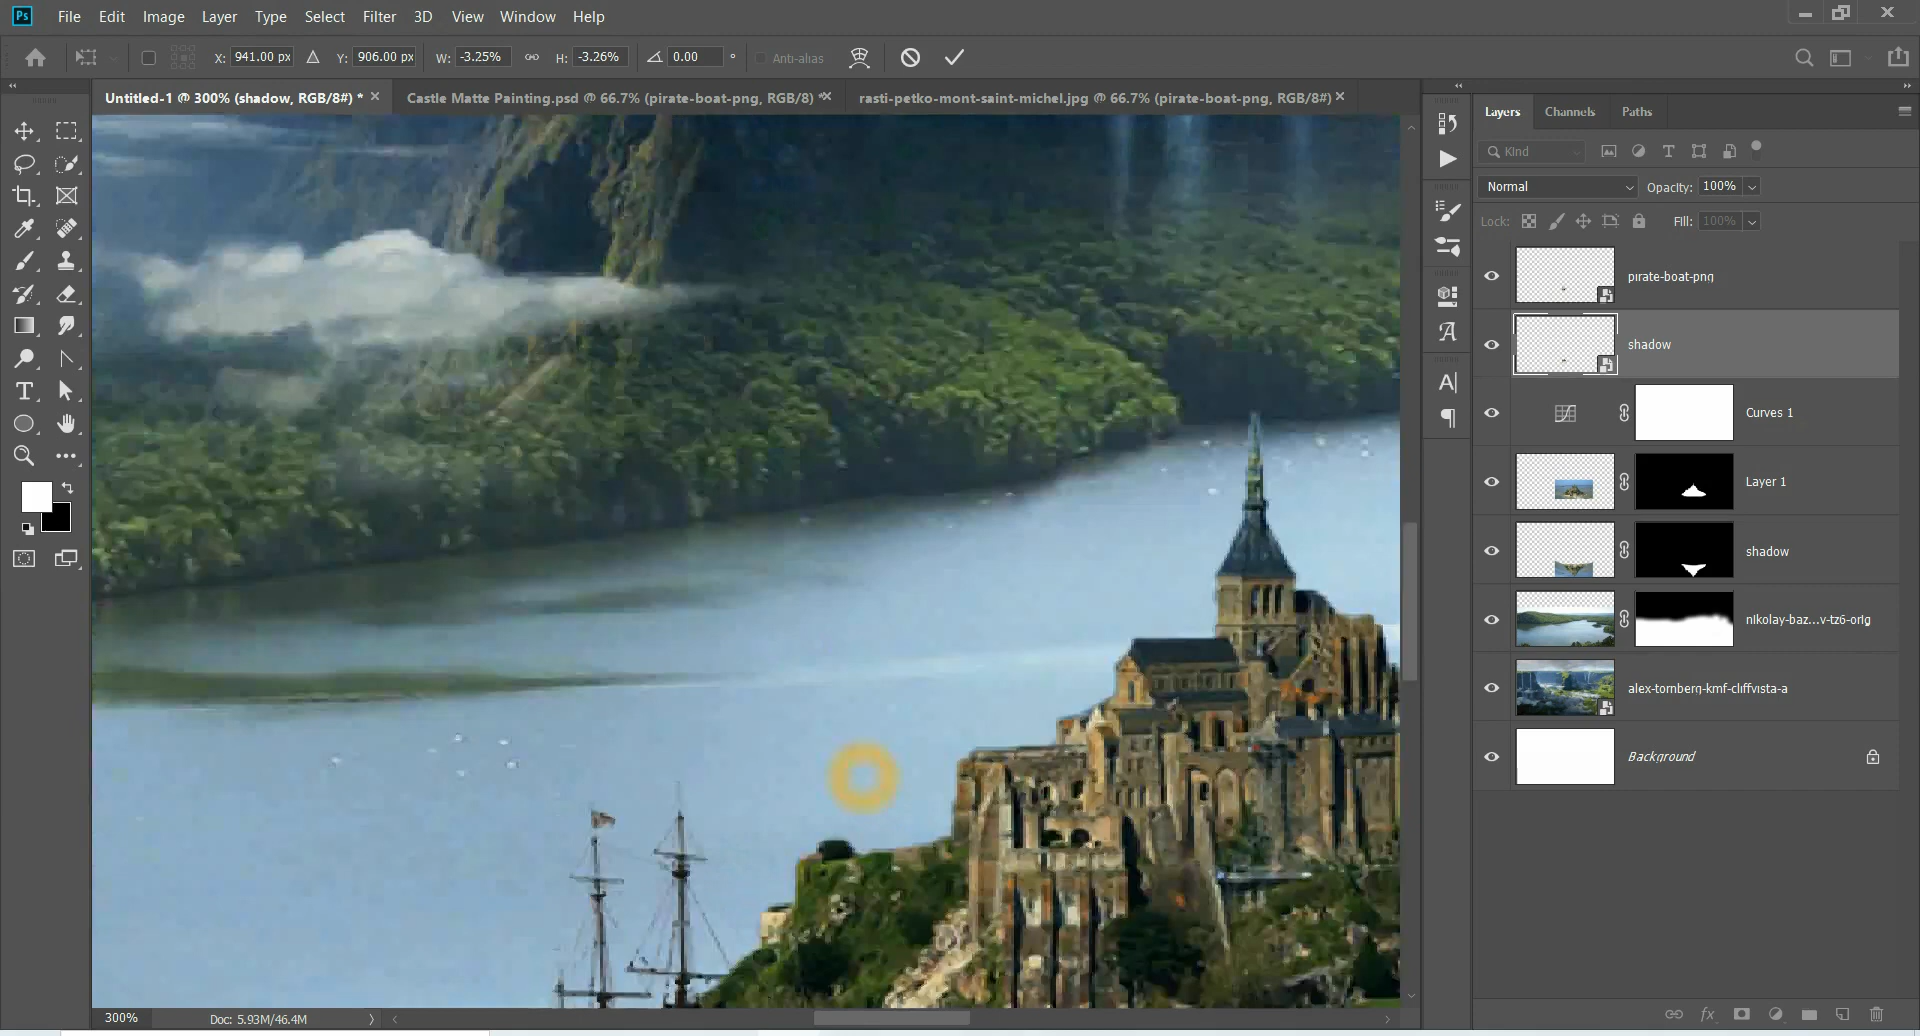 Ps File Edit Image Layer Type Select Filter 3D View Window Help
X: 941.00 px Y: 906.00 px W: -3.25% H: -3.26% 0.00 ° Anti-alias
Untitled-1 @ 300% (shadow, RGB/8#) * Castle Matte Painting.psd @ 66.7% (pirate-boat-png, RGB/8) * rasti-petko-mont-saint-michel.jpg @ 66.7% (pirate-boat-png, RGB/8#)
Layers Channels Paths
Kind
Normal Opacity: 100%
Lock: Fill: 100%
pirate-boat-png
shadow
Curves 1
Layer 1
shadow
nikolay-baz...v-tz6-orig
alex-tornberg-kmf-cliffvista-a
Background
300% Doc: 5.93M/46.4M